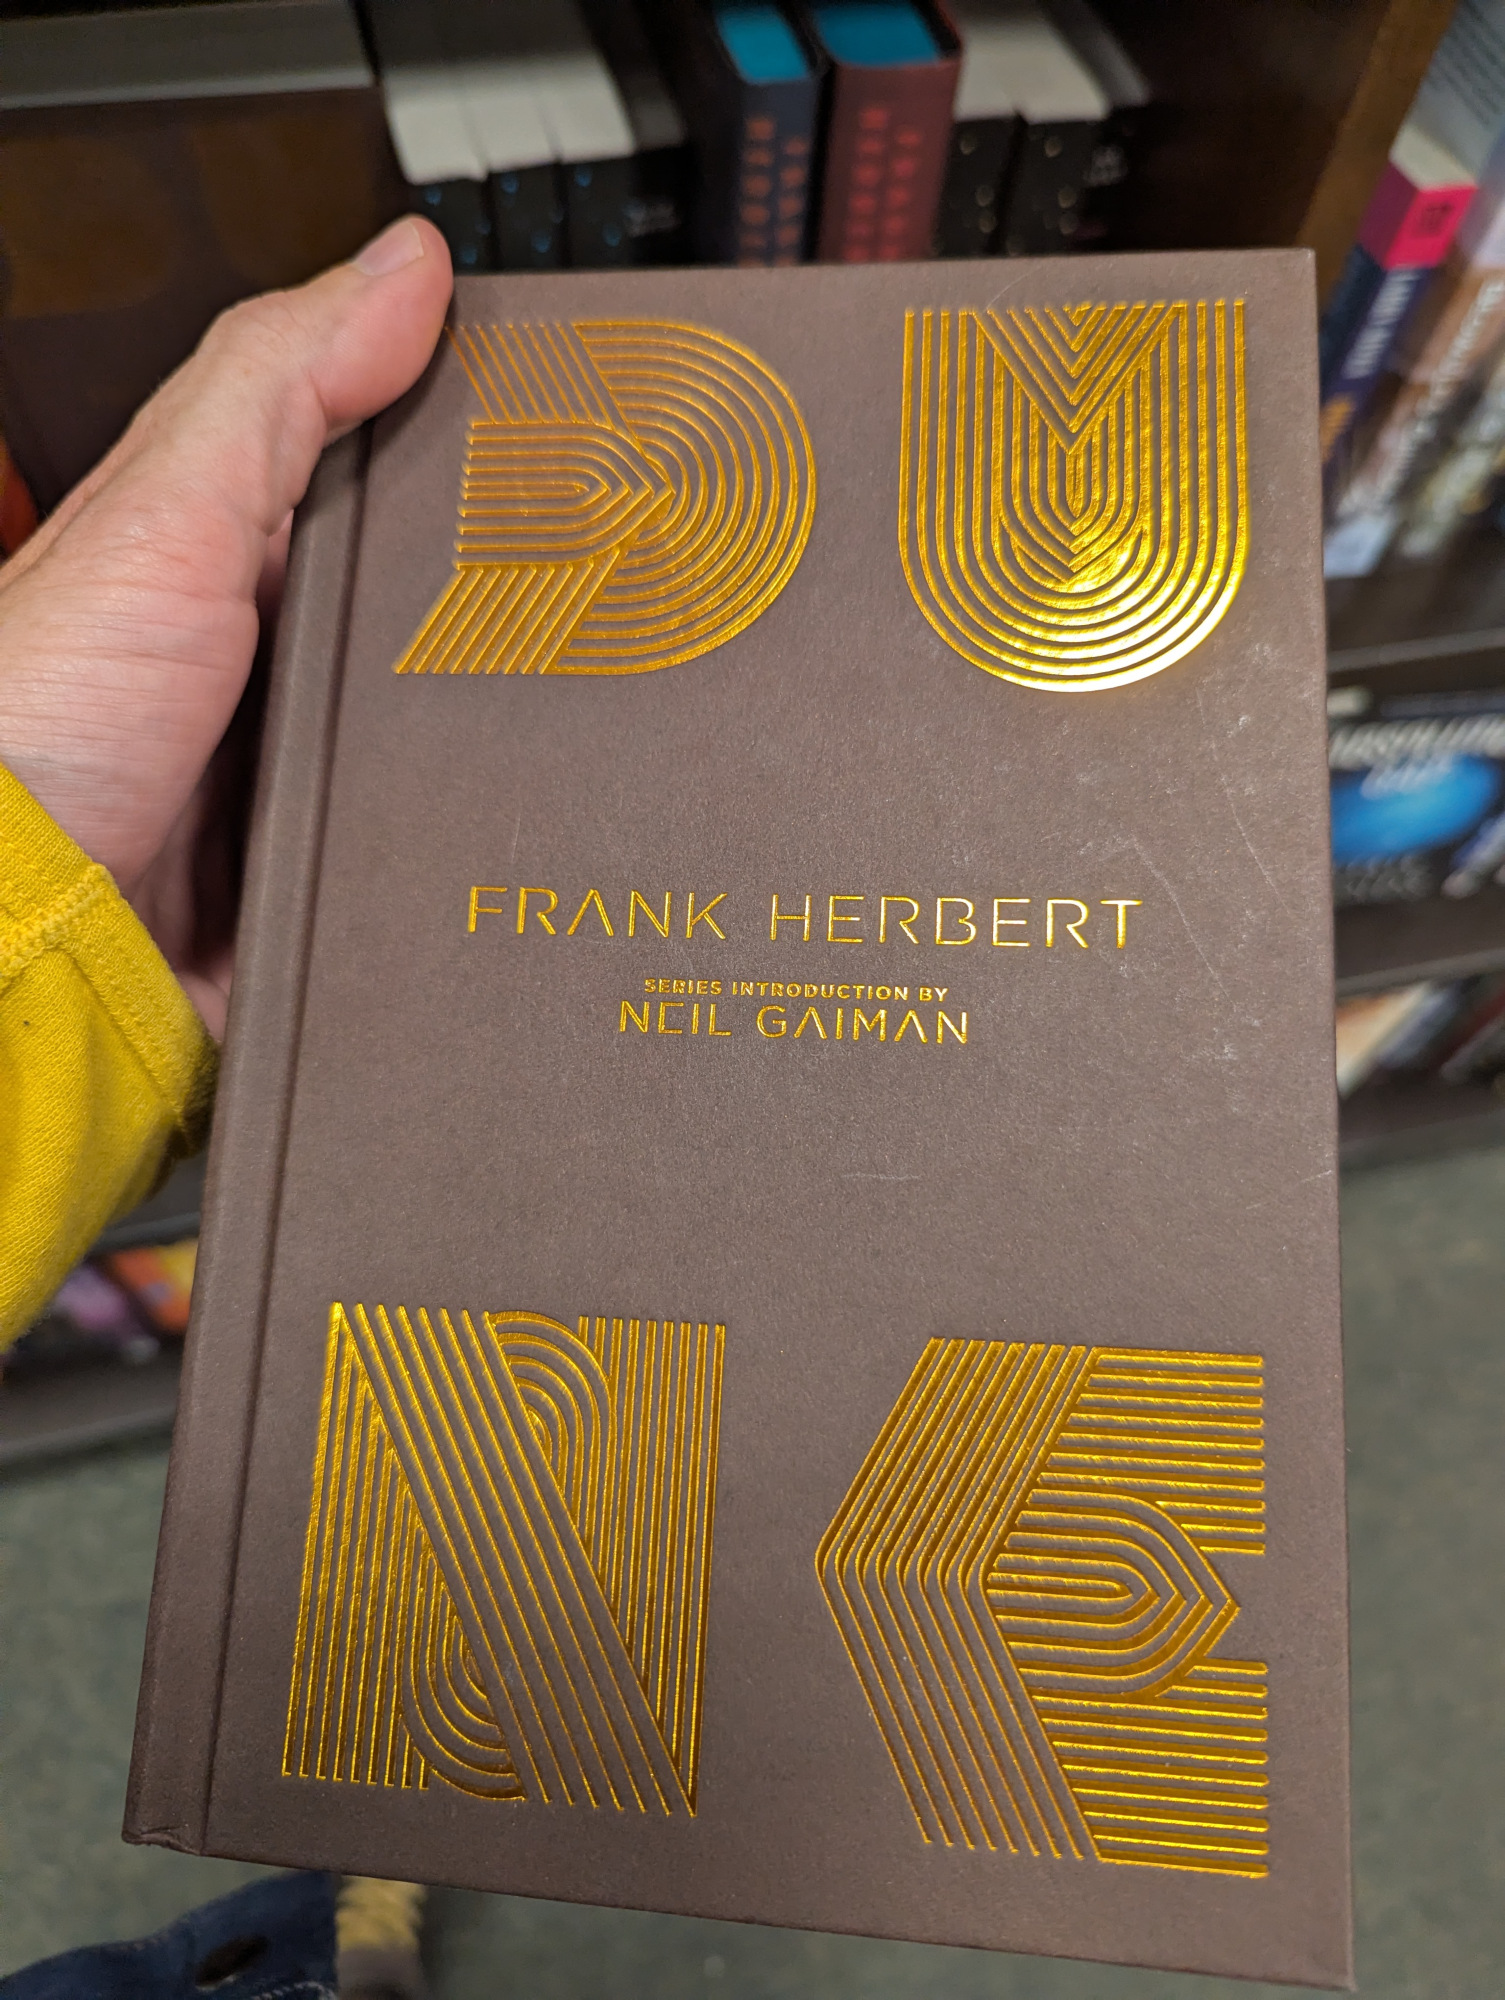 DU
FRANK HERBERT
SERIES INTRODUCTION BY
NEIL GAIMAN
NE